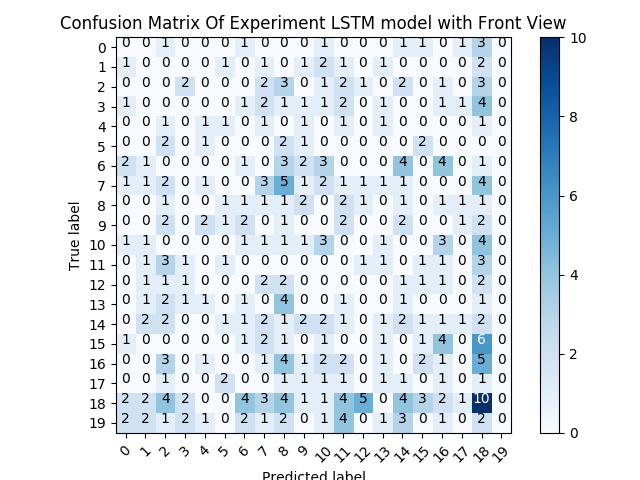 Confusion Matrix Of Experiment LSTM model with Front View
True label
0 0 0 1 0 0 0 1 0 0 0 1 0 0 0 1 1 0 1 3 0
1 1 0 0 0 0 1 0 1 0 1 2 1 0 1 0 0 0 0 2 0
2 0 0 0 2 0 0 0 2 3 0 1 2 1 0 2 0 1 0 3 0
3 1 0 0 0 0 0 1 2 1 1 1 2 0 1 0 0 1 1 4 0
4 0 0 1 0 1 1 0 1 0 1 0 1 0 1 0 0 0 0 1 0
5 0 0 2 0 1 0 0 0 2 1 0 0 0 0 0 2 0 0 0 0
6 2 1 0 0 0 0 1 0 3 2 3 0 0 0 4 0 4 0 1 0
7 1 1 2 0 1 0 0 3 5 1 2 1 1 1 1 0 0 0 4 0
8 0 0 1 0 0 1 1 1 1 2 0 2 1 0 1 0 1 1 1 0
9 0 0 2 0 2 1 2 0 1 0 0 2 0 0 2 0 0 1 2 0
10 1 1 0 0 0 0 1 1 1 1 3 0 0 1 0 0 3 0 4 0
11 0 1 3 1 0 1 0 0 0 0 0 0 1 1 0 1 1 0 3 0
12 0 1 1 1 0 0 0 2 2 0 0 0 0 0 1 1 1 0 2 0
13 0 1 2 1 1 0 1 0 4 0 0 1 0 0 1 0 0 0 1 0
14 0 2 2 0 0 1 1 2 1 2 2 1 0 1 2 1 1 1 2 0
15 1 0 0 0 0 0 1 2 1 0 1 0 0 1 0 1 4 0 6 0
16 0 0 3 0 1 0 0 1 4 1 2 2 0 1 0 2 1 0 5 0
17 0 0 1 0 0 2 0 0 1 1 1 1 0 1 1 0 1 0 1 0
18 2 2 4 2 0 0 4 3 4 1 1 4 5 0 4 3 2 1 10 0
19 2 2 1 2 1 0 2 1 2 0 1 4 0 1 3 0 1 0 2 0
0 1 2 3 4 5 6 7 8 9 10 11 12 13 14 15 16 17 18 19
Predicted label
10
8
6
4
2
0